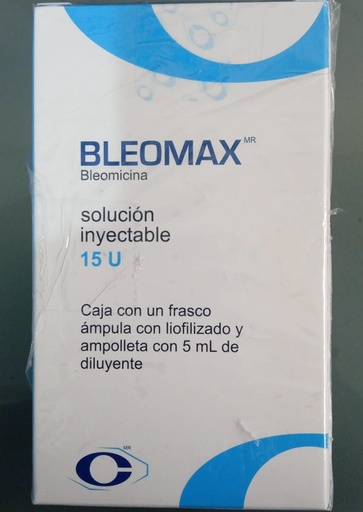 BLEOMAX MR
Bleomicina
solución
inyectable
15 U
Caja con un frasco
ámpula con liofilizado y
ampolleta con 5 mL de
diluyente
MR